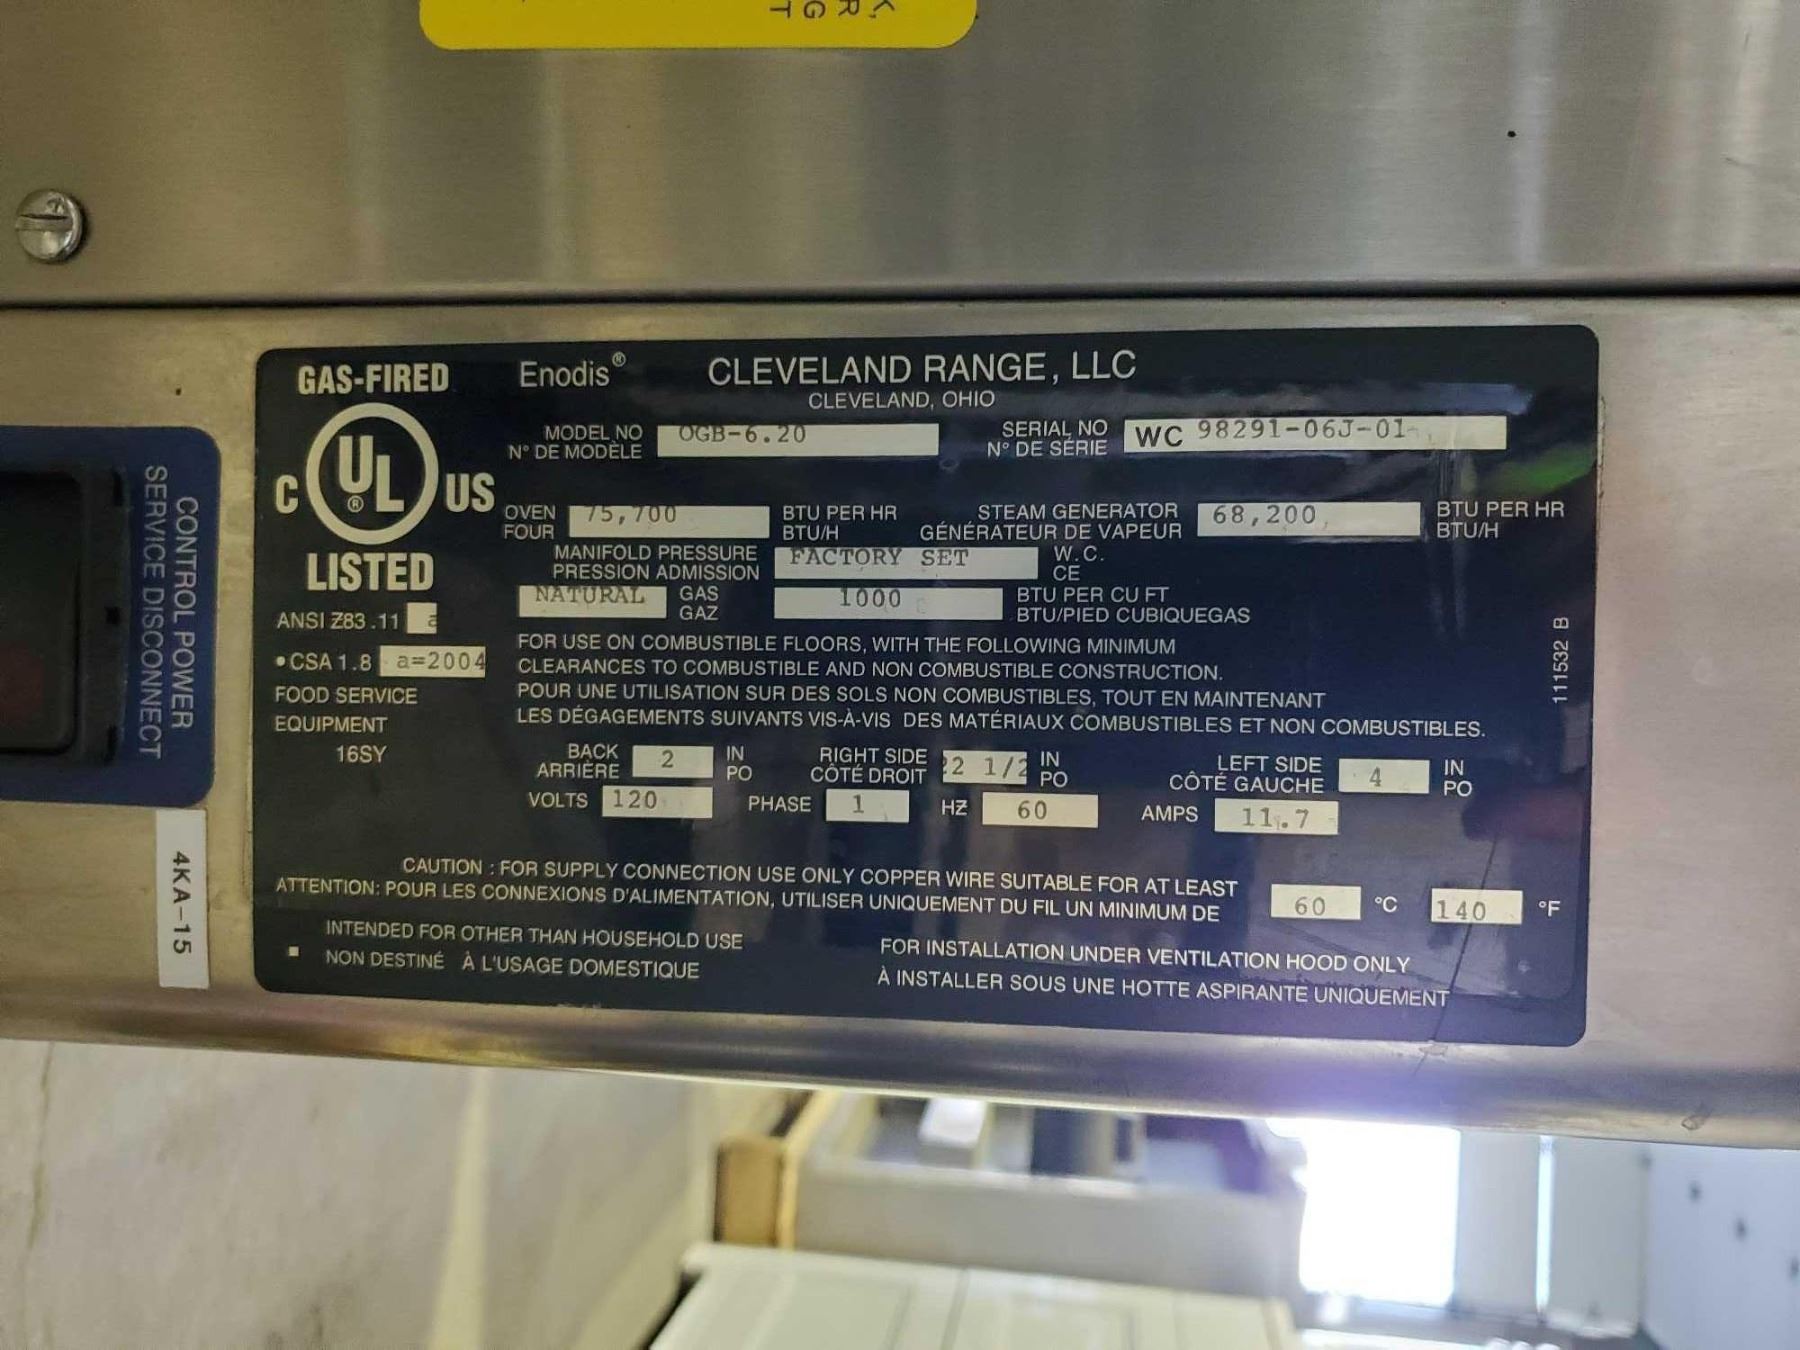 K
R
G
T
GAS-FIRED
Enodis®
CLEVELAND RANGE, LLC
CLEVELAND, OHIO
MODEL NO
N° DE MODÈLE
OGB-6.20
SERIAL NO
N° DE SÉRIE
WC 98291-06J-01
C UL ® US
LISTED
OVEN
FOUR
75,700
BTU PER HR
BTU/H
STEAM GENERATOR
GÉNÉRATEUR DE VAPEUR
68,200
BTU PER HR
BTU/H
MANIFOLD PRESSURE
PRESSION ADMISSION
FACTORY SET
W.C.
CE
NATURAL
GAS
GAZ
1000
BTU PER CU FT
BTU/PIED CUBIQUEGAS
ANSI Z83.11 a
•CSA 1.8 a=2004
FOOD SERVICE
EQUIPMENT
16SY
FOR USE ON COMBUSTIBLE FLOORS, WITH THE FOLLOWING MINIMUM
CLEARANCES TO COMBUSTIBLE AND NON COMBUSTIBLE CONSTRUCTION.
POUR UNE UTILISATION SUR DES SOLS NON COMBUSTIBLES, TOUT EN MAINTENANT
LES DÉGAGEMENTS SUIVANTS VIS-À-VIS DES MATÉRIAUX COMBUSTIBLES ET NON COMBUSTIBLES.
BACK
ARRIÈRE
2
IN
PO
RIGHT SIDE
CÔTÉ DROIT
22 1/2
IN
PO
LEFT SIDE
CÔTÉ GAUCHE
4
IN
PO
VOLTS 120
PHASE 1
HZ 60
AMPS 11.7
CAUTION : FOR SUPPLY CONNECTION USE ONLY COPPER WIRE SUITABLE FOR AT LEAST
ATTENTION: POUR LES CONNEXIONS D'ALIMENTATION, UTILISER UNIQUEMENT DU FIL UN MINIMUM DE
60 °C 140 °F
INTENDED FOR OTHER THAN HOUSEHOLD USE
NON DESTINÉ À L'USAGE DOMESTIQUE
FOR INSTALLATION UNDER VENTILATION HOOD ONLY
À INSTALLER SOUS UNE HOTTE ASPIRANTE UNIQUEMENT
111532 B
CONTROL POWER
SERVICE DISCONNECT
4KA-15